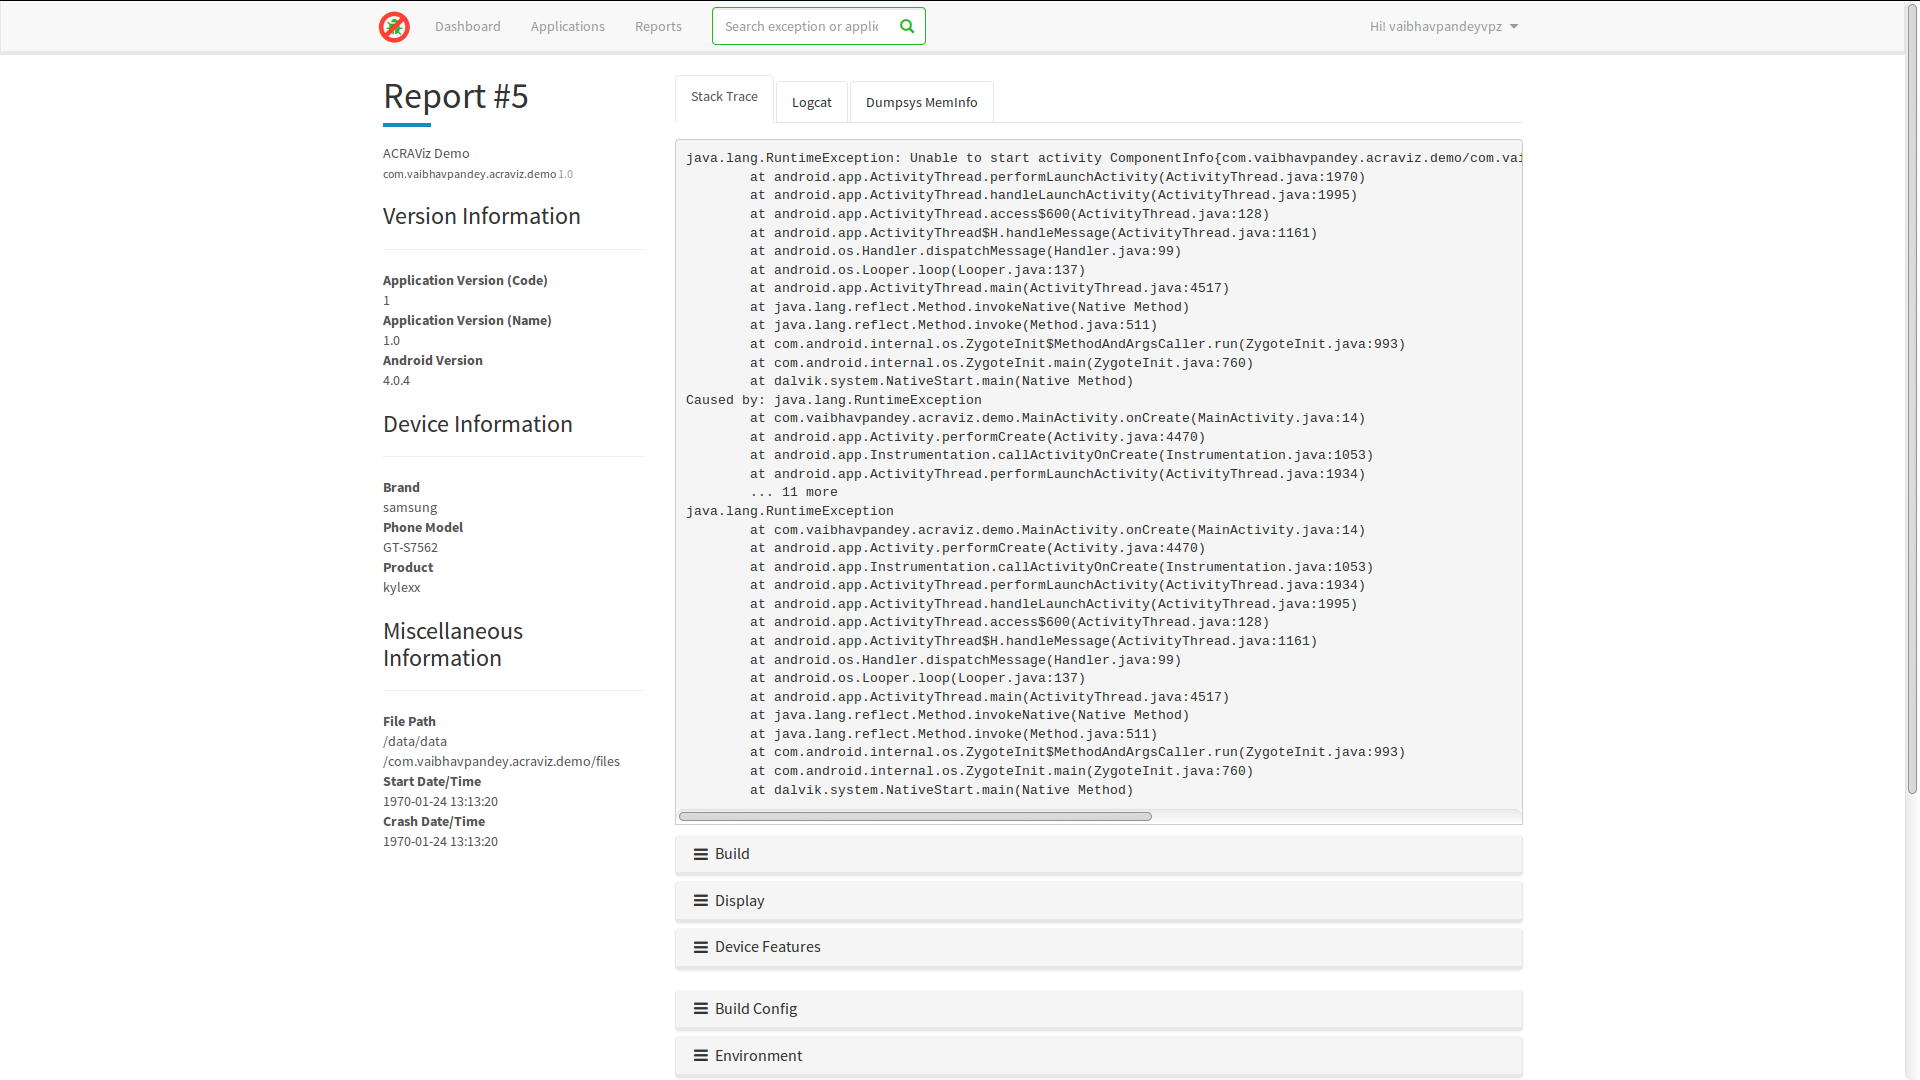 Dashboard Applications Reports Search exception or applic Hi! vaibhavpandeyvpz
Report #5
ACRAViz Demo
com.vaibhavpandey.acraviz.demo 1.0
Version Information
Application Version (Code)
1
Application Version (Name)
1.0
Android Version
4.0.4
Device Information
Brand
samsung
Phone Model
GT-S7562
Product
kylexx
Miscellaneous
Information
File Path
/data/data
/com.vaibhavpandey.acraviz.demo/files
Start Date/Time
1970-01-24 13:13:20
Crash Date/Time
1970-01-24 13:13:20
Stack Trace Logcat Dumpsys MemInfo
java.lang.RuntimeException: Unable to start activity ComponentInfo{com.vaibhavpandey.acraviz.demo/com.vai
at android.app.ActivityThread.performLaunchActivity(ActivityThread.java:1970)
at android.app.ActivityThread.handleLaunchActivity(ActivityThread.java:1995)
at android.app.ActivityThread.access$600(ActivityThread.java:128)
at android.app.ActivityThread$H.handleMessage(ActivityThread.java:1161)
at android.os.Handler.dispatchMessage(Handler.java:99)
at android.os.Looper.loop(Looper.java:137)
at android.app.ActivityThread.main(ActivityThread.java:4517)
at java.lang.reflect.Method.invokeNative(Native Method)
at java.lang.reflect.Method.invoke(Method.java:511)
at com.android.internal.os.ZygoteInit$MethodAndArgsCaller.run(ZygoteInit.java:993)
at com.android.internal.os.ZygoteInit.main(ZygoteInit.java:760)
at dalvik.system.NativeStart.main(Native Method)
Caused by: java.lang.RuntimeException
at com.vaibhavpandey.acraviz.demo.MainActivity.onCreate(MainActivity.java:14)
at android.app.Activity.performCreate(Activity.java:4470)
at android.app.Instrumentation.callActivityOnCreate(Instrumentation.java:1053)
at android.app.ActivityThread.performLaunchActivity(ActivityThread.java:1934)
... 11 more
java.lang.RuntimeException
at com.vaibhavpandey.acraviz.demo.MainActivity.onCreate(MainActivity.java:14)
at android.app.Activity.performCreate(Activity.java:4470)
at android.app.Instrumentation.callActivityOnCreate(Instrumentation.java:1053)
at android.app.ActivityThread.performLaunchActivity(ActivityThread.java:1934)
at android.app.ActivityThread.handleLaunchActivity(ActivityThread.java:1995)
at android.app.ActivityThread.access$600(ActivityThread.java:128)
at android.app.ActivityThread$H.handleMessage(ActivityThread.java:1161)
at android.os.Handler.dispatchMessage(Handler.java:99)
at android.os.Looper.loop(Looper.java:137)
at android.app.ActivityThread.main(ActivityThread.java:4517)
at java.lang.reflect.Method.invokeNative(Native Method)
at java.lang.reflect.Method.invoke(Method.java:511)
at com.android.internal.os.ZygoteInit$MethodAndArgsCaller.run(ZygoteInit.java:993)
at com.android.internal.os.ZygoteInit.main(ZygoteInit.java:760)
at dalvik.system.NativeStart.main(Native Method)
Build
Display
Device Features
Build Config
Environment